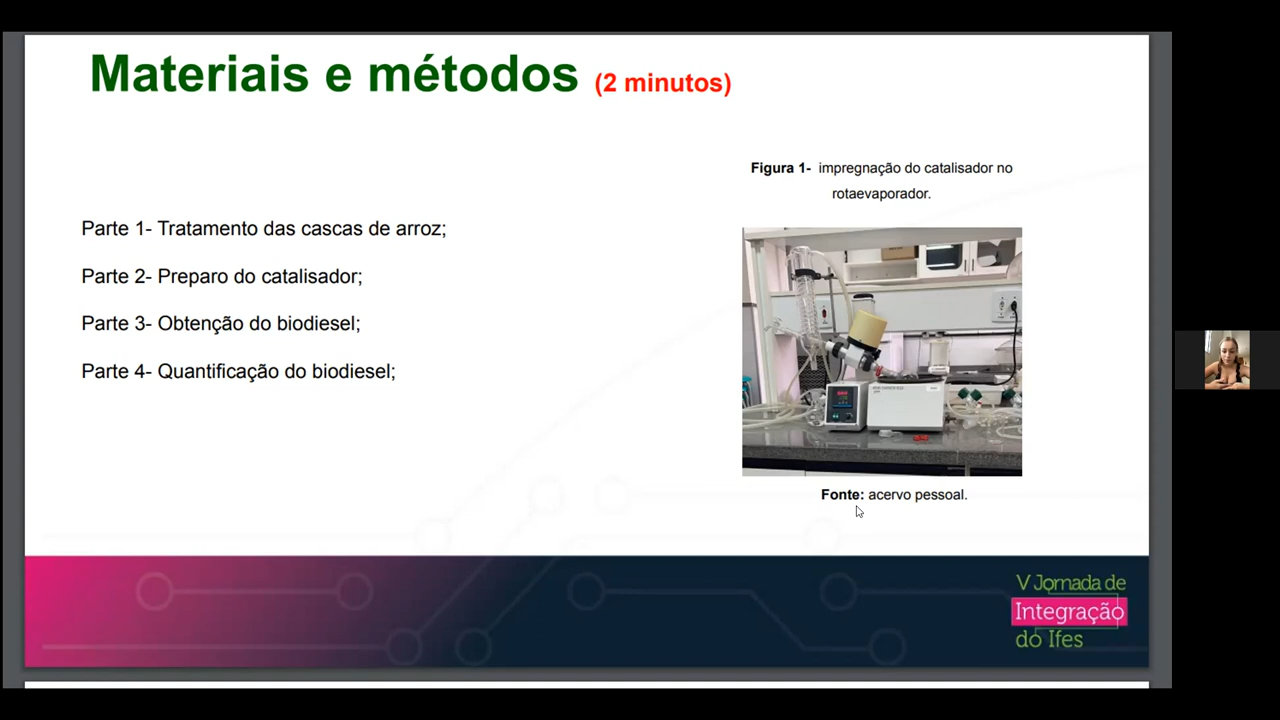 Materiais e métodos (2 minutos)
Parte 1- Tratamento das cascas de arroz;
Parte 2- Preparo do catalisador;
Parte 3- Obtenção do biodiesel;
Parte 4- Quantificação do biodiesel;
Figura 1- impregnação do catalisador no
rotaevaporador.
Fonte: acervo pessoal.
V Jornada de
Integração
do Ifes